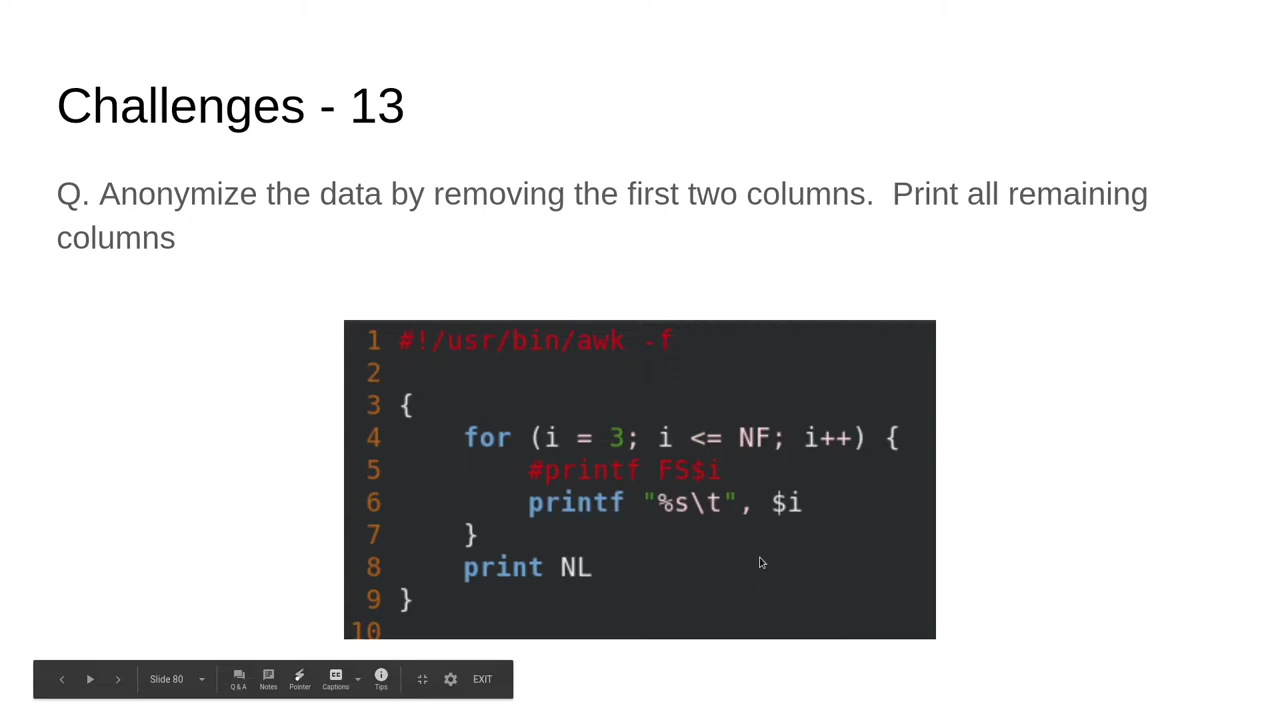 Challenges - 13
Q. Anonymize the data by removing the first two columns.  Print all remaining
columns
1 #!/usr/bin/awk -f
2
3 {
4     for (i = 3; i <= NF; i++) {
5         #printf FS$i
6         printf "%s\t", $i
7     }
8     print NL
9 }
10
Slide 80
Q & A Notes Pointer Captions Tips EXIT